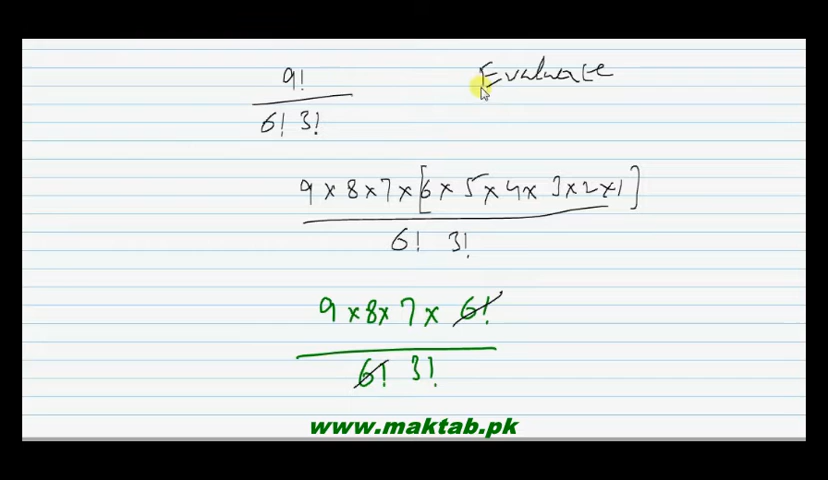 9! Evaluate
6! 3!
9 × 8 × 7 × [6 × 5 × 4 × 3 × 2 × 1]
6! 3!
9 × 8 × 7 × 6!
6! 3!
www.maktab.pk